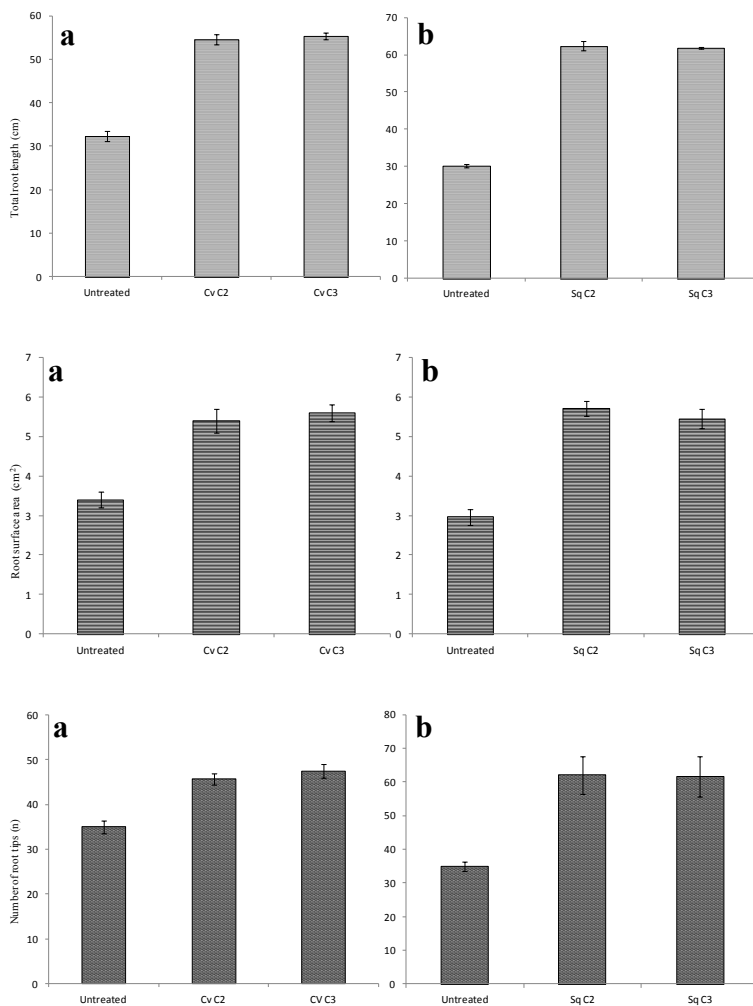 a
Total root length (cm)
60
50
40
30
20
10
0
Untreated
Cv C2
Cv C3
b
70
60
50
40
30
20
10
0
Untreated
Sq C2
Sq C3
a
Root surface area (cm²)
7
6
5
4
3
2
1
0
Untreated
Cv C2
Cv C3
b
7
6
5
4
3
2
1
0
Untreated
Sq C2
Sq C3
a
Number of root tips (n)
60
50
40
30
20
10
0
Untreated
Cv C2
CV C3
b
80
70
60
50
40
30
20
10
0
Untreated
Sq C2
Sq C3